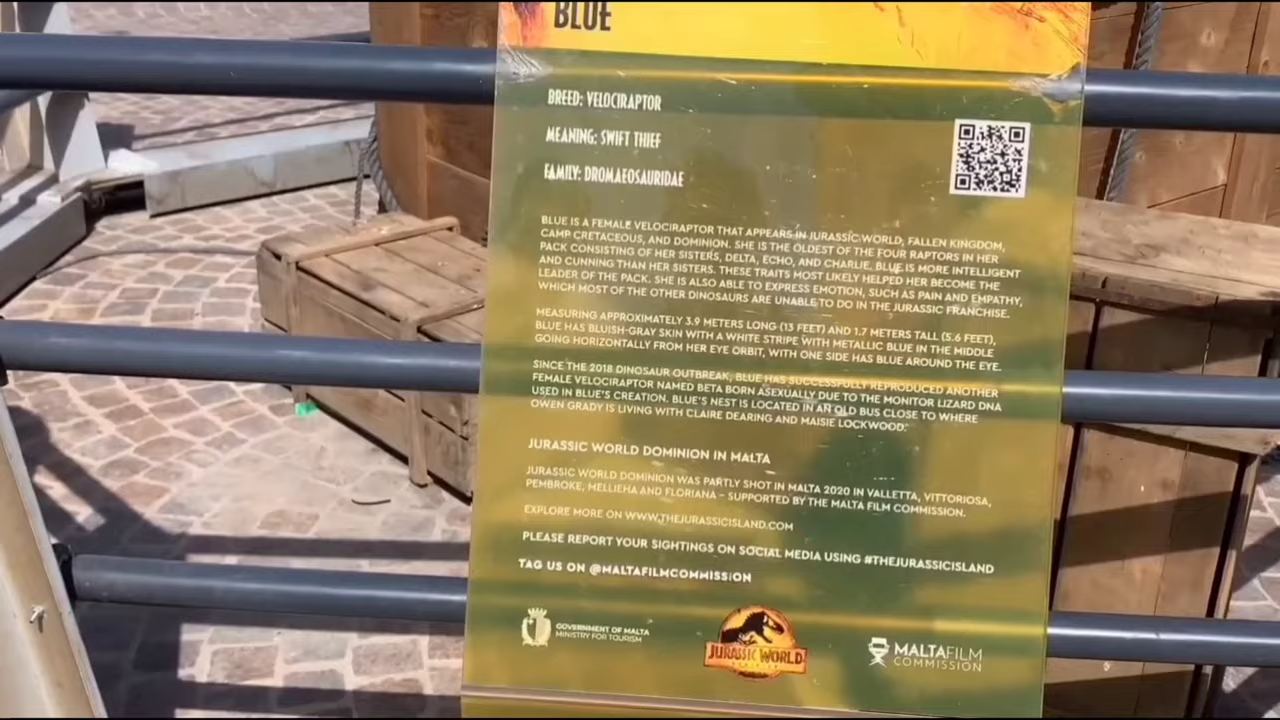 BLUE
BREED: VELOCIRAPTOR
MEANING: SWIFT THIEF
FAMILY: DROMAEOSAURIDAE
BLUE IS A FEMALE VELOCIRAPTOR THAT APPEARS IN JURASSIC WORLD, FALLEN KINGDOM,
CAMP CRETACEOUS, AND DOMINION. SHE IS THE OLDEST OF THE FOUR RAPTORS IN HER
PACK CONSISTING OF HER SISTERS, DELTA, ECHO, AND CHARLIE. BLUE IS MORE INTELLIGENT
AND CUNNING THAN HER SISTERS. THESE TRAITS MOST LIKELY HELPED HER BECOME THE
LEADER OF THE PACK. SHE IS ALSO ABLE TO EXPRESS EMOTION, SUCH AS PAIN AND EMPATHY,
WHICH MOST OF THE OTHER DINOSAURS ARE UNABLE TO DO IN THE JURASSIC FRANCHISE.
MEASURING APPROXIMATELY 3.9 METERS LONG (13 FEET) AND 1.7 METERS TALL (5.6 FEET),
BLUE HAS BLUISH-GRAY SKIN WITH A WHITE STRIPE WITH METALLIC BLUE IN THE MIDDLE
GOING HORIZONTALLY FROM HER EYE ORBIT, WITH ONE SIDE HAS BLUE AROUND THE EYE.
SINCE THE 2018 DINOSAUR OUTBREAK, BLUE HAS SUCCESSFULLY REPRODUCED ANOTHER
FEMALE VELOCIRAPTOR NAMED BETA BORN ASEXUALLY DUE TO THE MONITOR LIZARD DNA
USED IN BLUE'S CREATION. BLUE'S NEST IS LOCATED IN AN OLD BUS CLOSE TO WHERE
OWEN GRADY IS LIVING WITH CLAIRE DEARING AND MAISIE LOCKWOOD.
JURASSIC WORLD DOMINION IN MALTA
JURASSIC WORLD DOMINION WAS PARTLY SHOT IN MALTA 2020 IN VALLETTA, VITTORIOSA,
PEMBROKE, MELLIEHA AND FLORIANA – SUPPORTED BY THE MALTA FILM COMMISSION.
EXPLORE MORE ON WWW.THEJURASSICISLAND.COM
PLEASE REPORT YOUR SIGHTINGS ON SOCIAL MEDIA USING #THEJURASSICISLAND
TAG US ON @MALTAFILMCOMMISSION
GOVERNMENT OF MALTA
MINISTRY FOR TOURISM
JURASSIC WORLD
MALTAFILM
COMMISSION